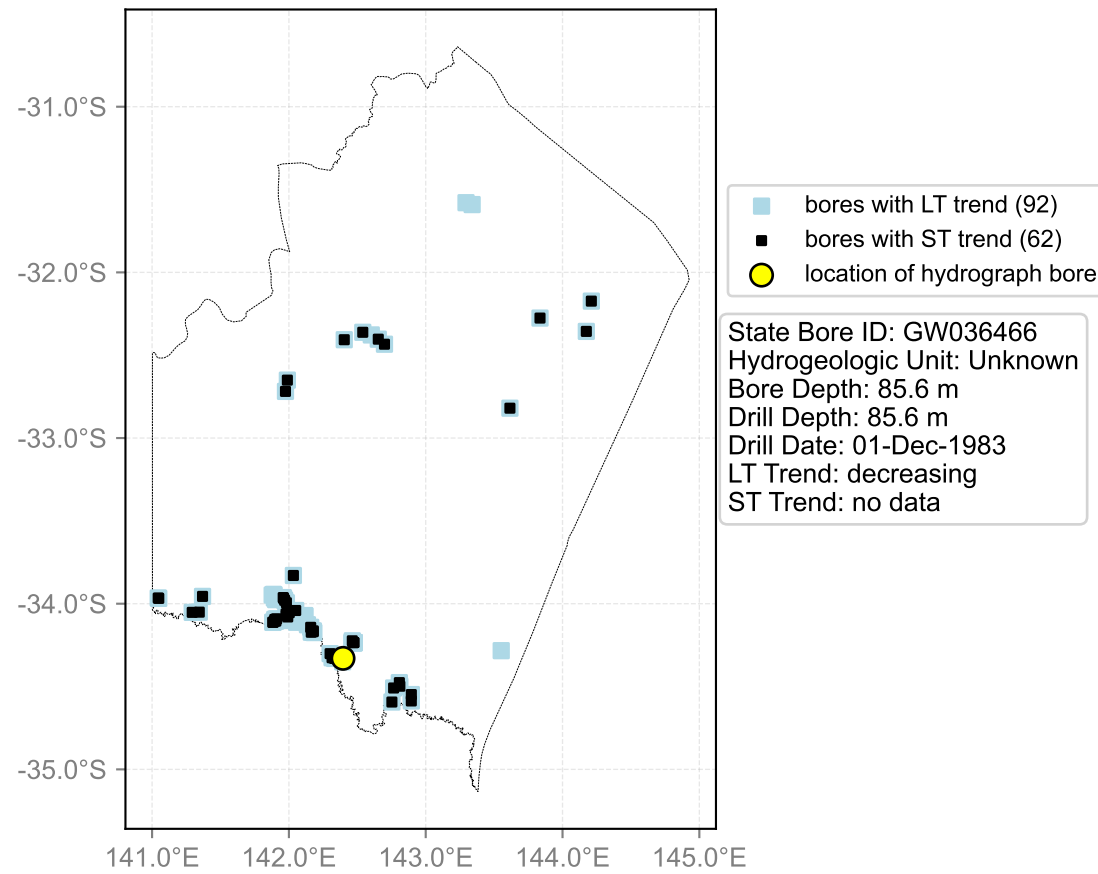 -31.0°S
-32.0°S
-33.0°S
-34.0°S
-35.0°S
141.0°E 142.0°E 143.0°E 144.0°E 145.0°E
bores with LT trend (92)
bores with ST trend (62)
location of hydrograph bore
State Bore ID: GW036466
Hydrogeologic Unit: Unknown
Bore Depth: 85.6 m
Drill Depth: 85.6 m
Drill Date: 01-Dec-1983
LT Trend: decreasing
ST Trend: no data